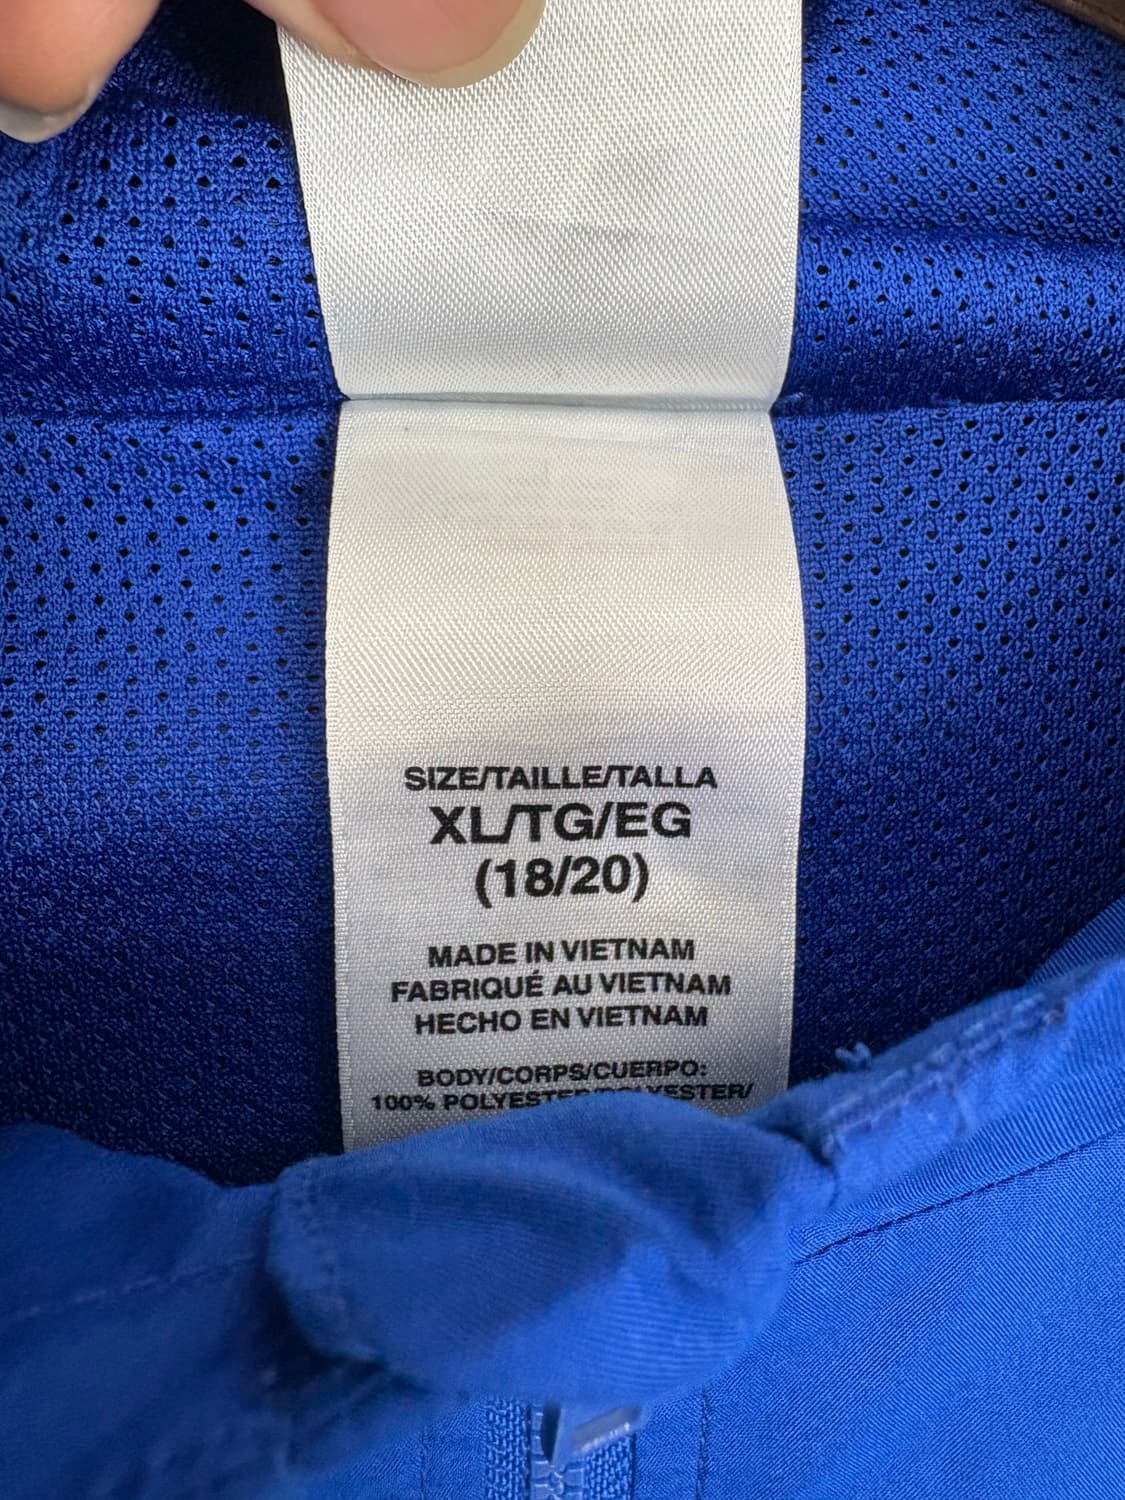 SIZE/TAILLE/TALLA
XL/TG/EG
(18/20)
MADE IN VIETNAM
FABRIQUÉ AU VIETNAM
HECHO EN VIETNAM
BODY/CORPS/CUERPO:
100% POLYESTER/POLYESTER/